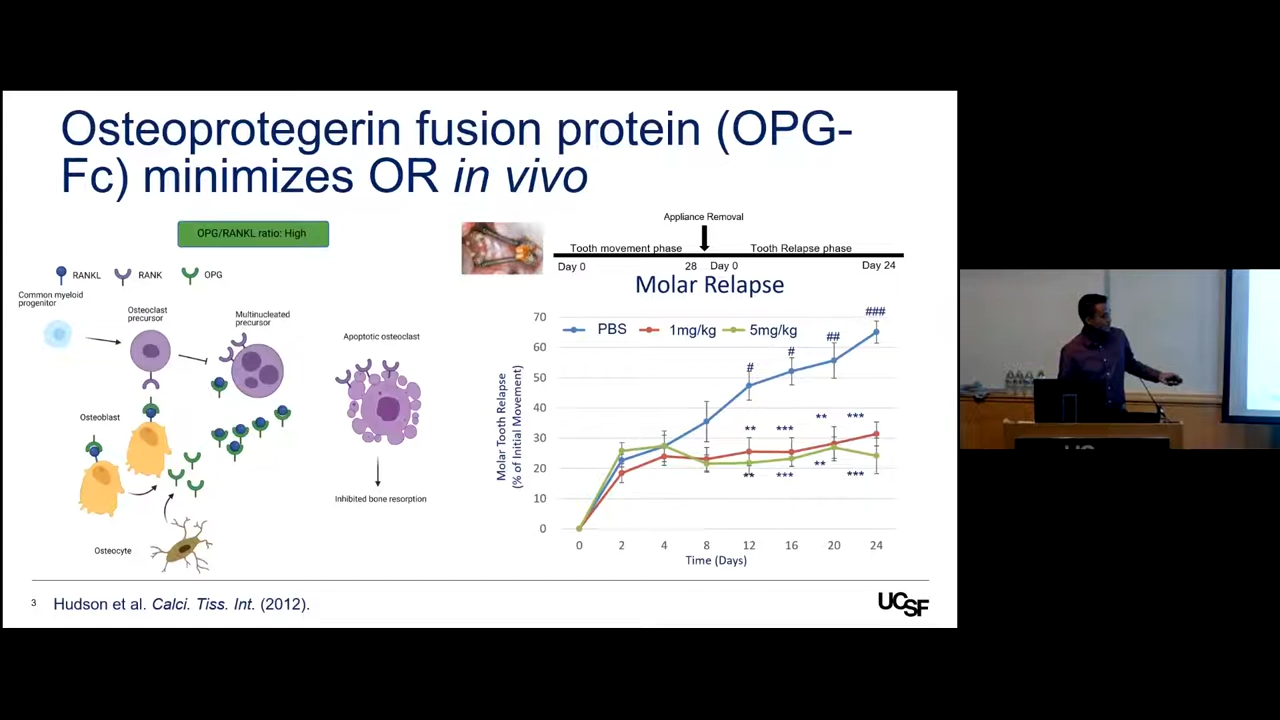 Osteoprotegerin fusion protein (OPG-
Fc) minimizes OR in vivo
OPG/RANKL ratio: High
RANKL
RANK
OPG
Common myeloid
progenitor
Osteoclast
precursor
Multinucleated
precursor
Apoptotic osteoclast
Osteoblast
Inhibited bone resorption
Osteocyte
Appliance Removal
Tooth movement phase
Tooth Relapse phase
Day 0
28
Day 0
Day 24
Molar Relapse
PBS
1mg/kg
5mg/kg
Molar Tooth Relapse
(% of Initial Movement)
70
60
50
40
30
20
10
0
# # ## ###
** *** ** ***
** *** ** ***
0 2 4 8 12 16 20 24
Time (Days)
3 Hudson et al. Calci. Tiss. Int. (2012).
UCSF